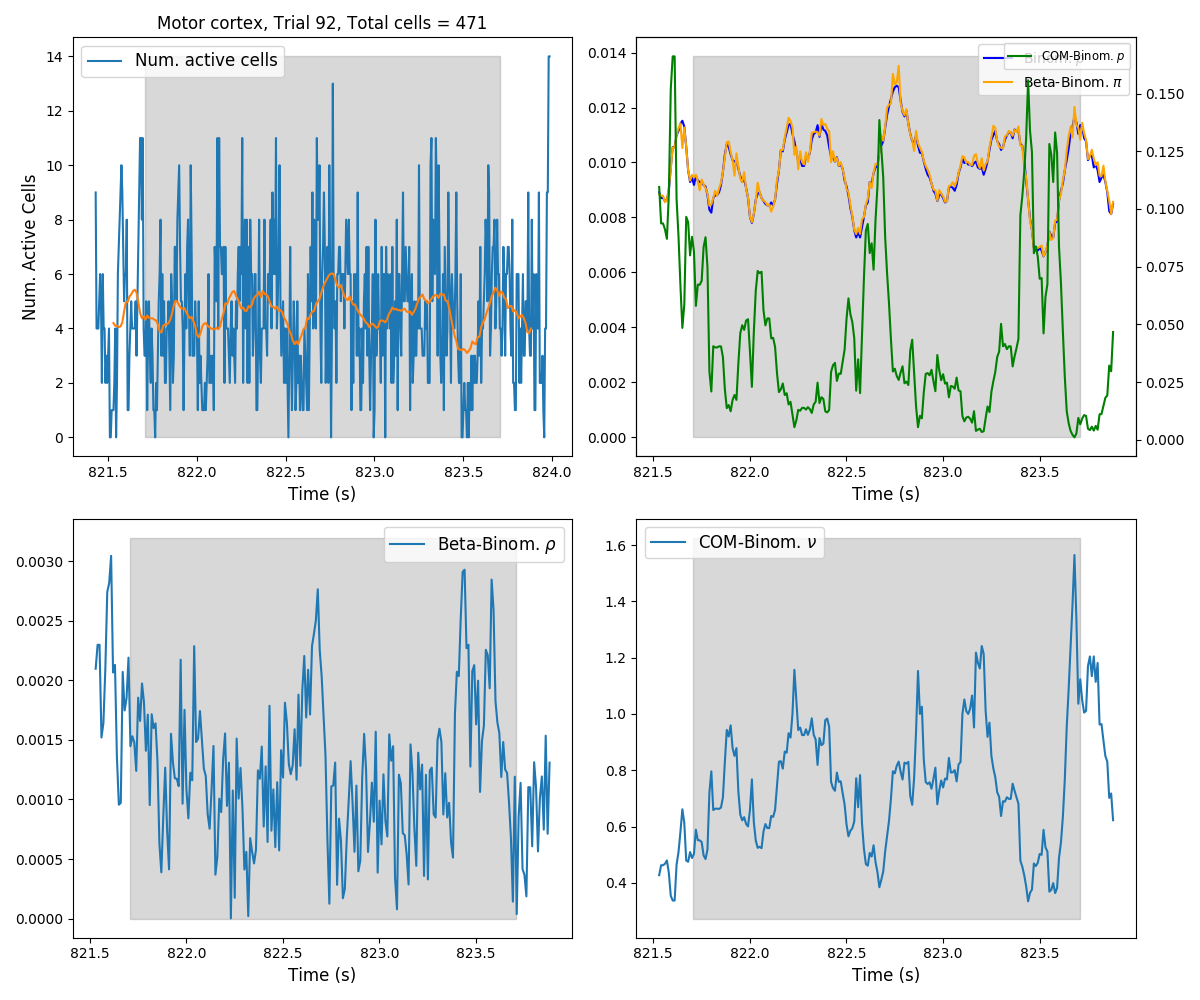 Motor cortex, Trial 92, Total cells = 471
Num. active cells
Num. Active Cells
14
12
10
8
6
4
2
0
821.5 822.0 822.5 823.0 823.5 824.0
Time (s)
COM-Binom. p
Binom. p
Beta-Binom. π
0.014
0.012
0.010
0.008
0.006
0.004
0.002
0.000
0.150
0.125
0.100
0.075
0.050
0.025
0.000
821.5 822.0 822.5 823.0 823.5
Time (s)
Beta-Binom. ρ
0.0030
0.0025
0.0020
0.0015
0.0010
0.0005
0.0000
821.5 822.0 822.5 823.0 823.5
Time (s)
COM-Binom. ν
1.6
1.4
1.2
1.0
0.8
0.6
0.4
821.5 822.0 822.5 823.0 823.5
Time (s)